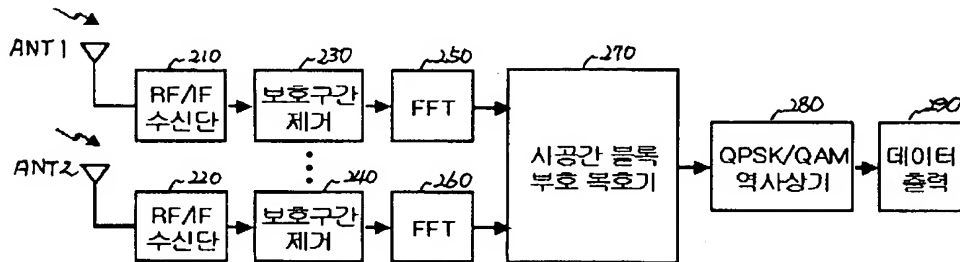 ANT1
210
RF/IF
수신단
230
보호구간
제거
250
FFT
270
시공간 블록
부호 복호기
280
QPSK/QAM
역사상기
290
데이터
출력
ANT2
220
RF/IF
수신단
240
보호구간
제거
260
FFT